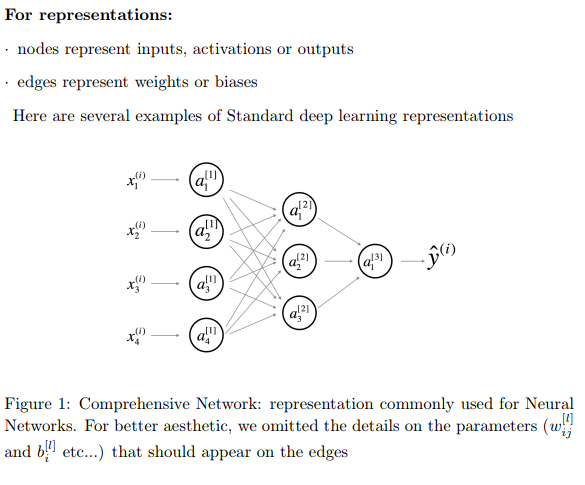 For representations:
· nodes represent inputs, activations or outputs
· edges represent weights or biases
Here are several examples of Standard deep learning representations
x_1^{(i)} a_1^{[1]}
a_1^{[2]}
x_2^{(i)} a_2^{[1]}
a_2^{[2]} a_1^{[3]} ŷ^{(i)}
x_3^{(i)} a_3^{[1]}
a_3^{[2]}
x_4^{(i)} a_4^{[1]}
Figure 1: Comprehensive Network: representation commonly used for Neural
Networks. For better aesthetic, we omitted the details on the parameters (w_{ij}^{[l]}
and b_i^{[l]} etc...) that should appear on the edges